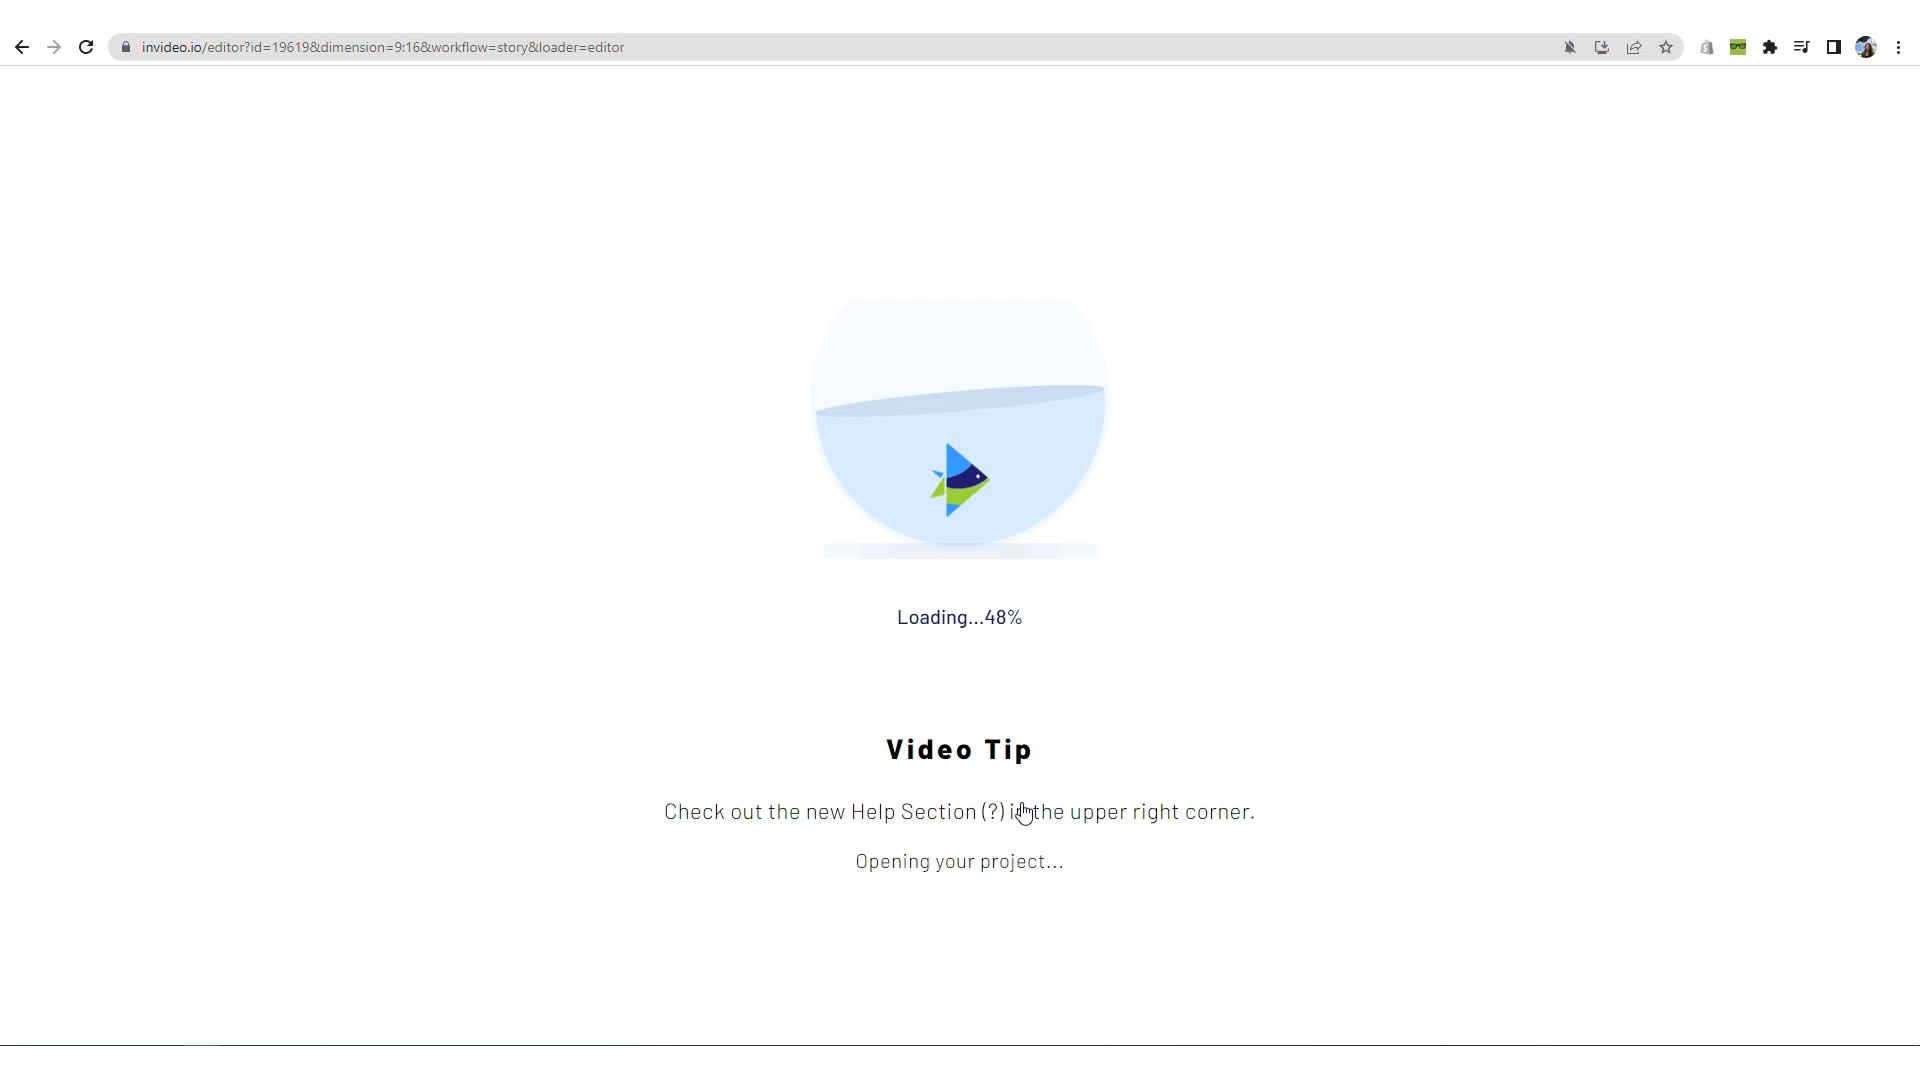 invideo.io/editor?id=19619&dimension=9:16&workflow=story&loader=editor
Loading...48%
Video Tip
Check out the new Help Section (?) in the upper right corner.
Opening your project...